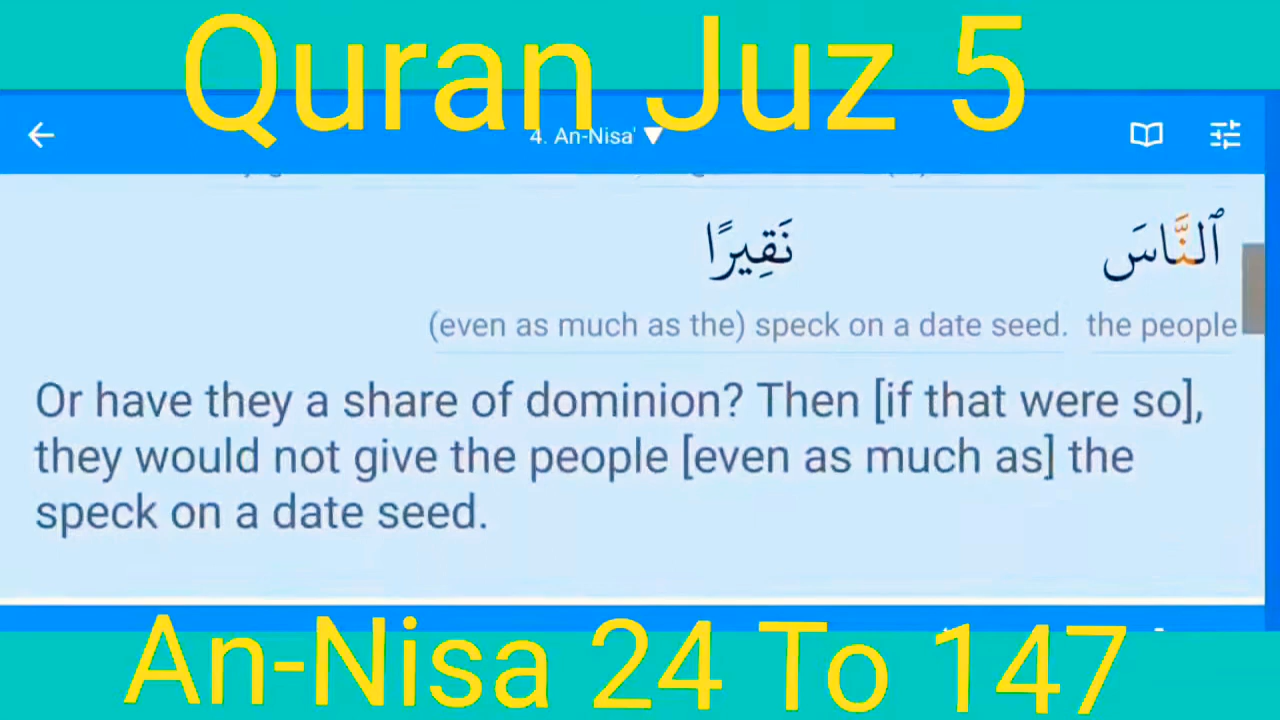 Quran Juz 5
4. An-Nisa' ▼
ٱلنَّاسَ نَقِيرًا
(even as much as the) speck on a date seed. the people
Or have they a share of dominion? Then [if that were so],
they would not give the people [even as much as] the
speck on a date seed.
An-Nisa 24 To 147